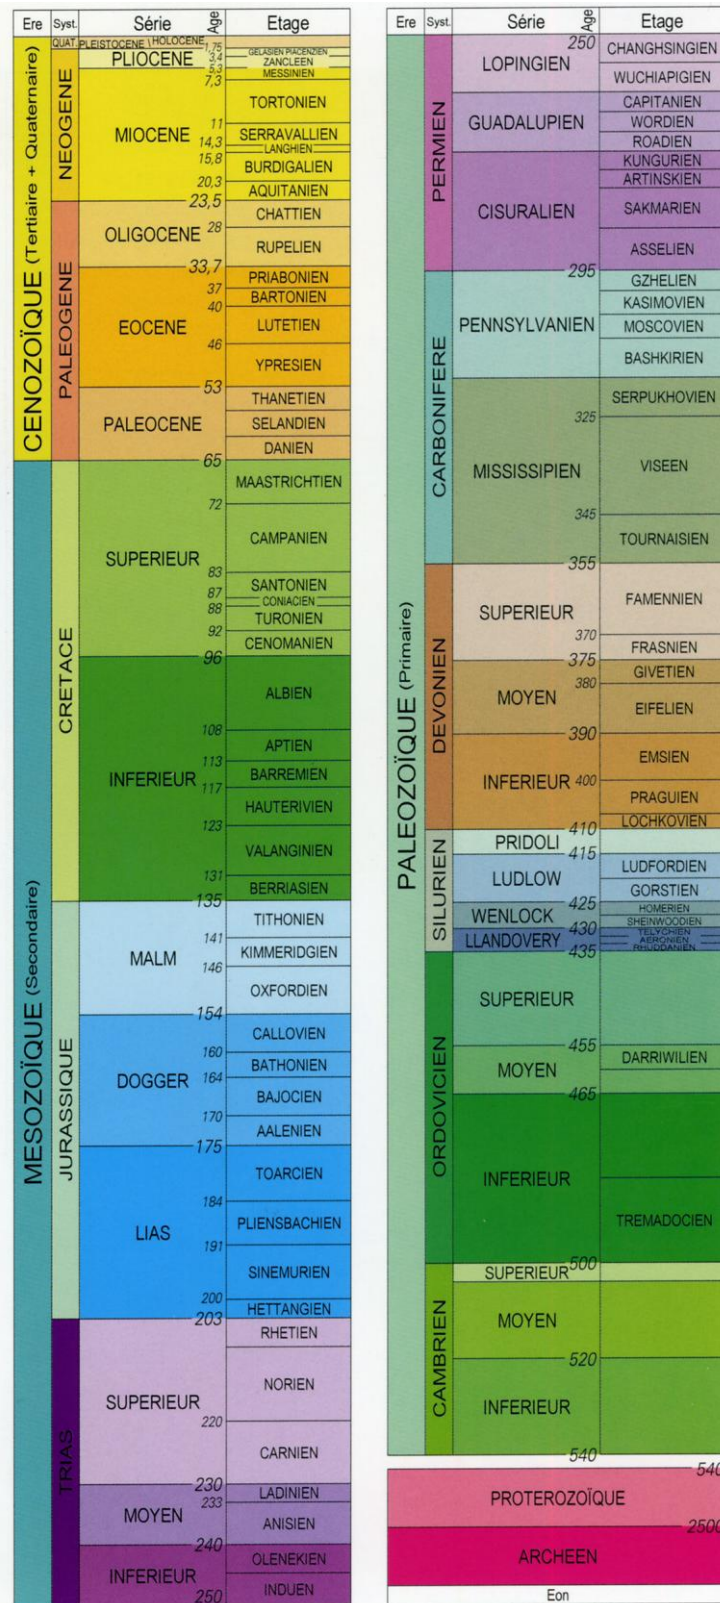 Ere Syst. Série Age Etage
CENOZOÏQUE (Tertiaire + Quaternaire)
QUAT. PLEISTOCENE \ HOLOCENE
1,75
NEOGENE
PLIOCENE
GELASIEN PIACENZIEN
3,4
ZANCLEEN
5,3
MESSINIEN
7,3
MIOCENE
TORTONIEN
11
SERRAVALLIEN
14,3
LANGHIEN
15,8
BURDIGALIEN
20,3
AQUITANIEN
23,5
PALEOGENE
OLIGOCENE
CHATTIEN
28
RUPELIEN
33,7
EOCENE
PRIABONIEN
37
BARTONIEN
40
LUTETIEN
46
YPRESIEN
53
PALEOCENE
THANETIEN
SELANDIEN
DANIEN
65
MESOZOÏQUE (Secondaire)
CRETACE
SUPERIEUR
MAASTRICHTIEN
72
CAMPANIEN
83
SANTONIEN
87
CONIACIEN
88
TURONIEN
92
CENOMANIEN
96
INFERIEUR
ALBIEN
108
APTIEN
113
BARREMIEN
117
HAUTERIVIEN
123
VALANGINIEN
131
BERRIASIEN
135
JURASSIQUE
MALM
TITHONIEN
141
KIMMERIDGIEN
146
OXFORDIEN
154
DOGGER
CALLOVIEN
160
BATHONIEN
164
BAJOCIEN
170
AALENIEN
175
LIAS
TOARCIEN
184
PLIENSBACHIEN
191
SINEMURIEN
200
HETTANGIEN
203
TRIAS
SUPERIEUR
RHETIEN
NORIEN
220
CARNIEN
230
MOYEN
LADINIEN
233
ANISIEN
240
INFERIEUR
OLENEKIEN
INDUEN
250
Ere Syst. Série Age Etage
250
PALEOZOÏQUE (Primaire)
PERMIEN
LOPINGIEN
CHANGHSINGIEN
WUCHIAPIGIEN
GUADALUPIEN
CAPITANIEN
WORDIEN
ROADIEN
CISURALIEN
KUNGURIEN
ARTINSKIEN
SAKMARIEN
ASSELIEN
295
CARBONIFERE
PENNSYLVANIEN
GZHELIEN
KASIMOVIEN
MOSCOVIEN
BASHKIRIEN
MISSISSIPIEN
SERPUKHOVIEN
325
VISEEN
345
TOURNAISIEN
355
DEVONIEN
SUPERIEUR
FAMENNIEN
370
FRASNIEN
375
MOYEN
GIVETIEN
380
EIFELIEN
390
INFERIEUR
EMSIEN
400
PRAGUIEN
LOCHKOVIEN
410
SILURIEN
PRIDOLI
415
LUDLOW
LUDFORDIEN
GORSTIEN
425
WENLOCK
HOMERIEN
SHEINWOODIEN
430
LLANDOVERY
TELYCHIEN
AERONIEN
RHUDDANIEN
435
ORDOVICIEN
SUPERIEUR
455
MOYEN
DARRIWILIEN
465
INFERIEUR
TREMADOCIEN
500
CAMBRIEN
SUPERIEUR
MOYEN
520
INFERIEUR
540
540
PROTEROZOÏQUE
2500
ARCHEEN
Eon